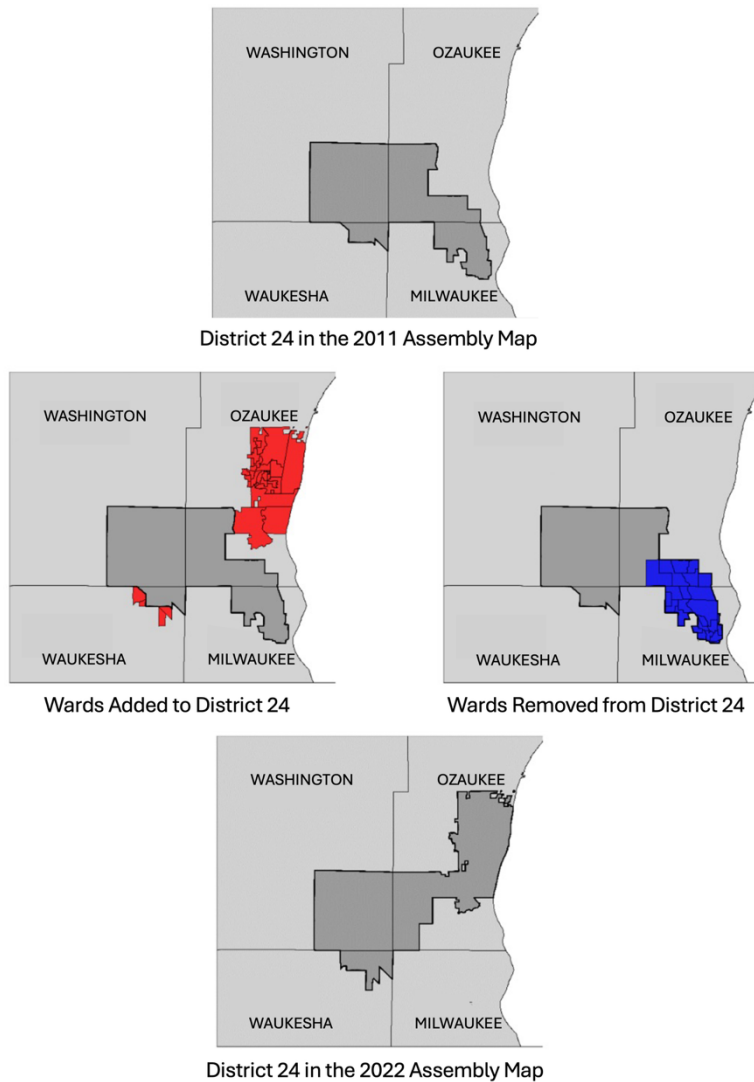 WASHINGTON OZAUKEE
WAUKESHA MILWAUKEE
District 24 in the 2011 Assembly Map
WASHINGTON OZAUKEE
WAUKESHA MILWAUKEE
Wards Added to District 24
WASHINGTON OZAUKEE
WAUKESHA MILWAUKEE
Wards Removed from District 24
WASHINGTON OZAUKEE
WAUKESHA MILWAUKEE
District 24 in the 2022 Assembly Map